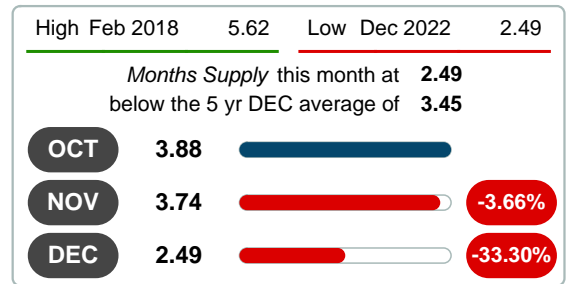 High Feb 2018 5.62 Low Dec 2022 2.49
Months Supply this month at 2.49
below the 5 yr DEC average of 3.45
OCT 3.88
NOV 3.74 -3.66%
DEC 2.49 -33.30%